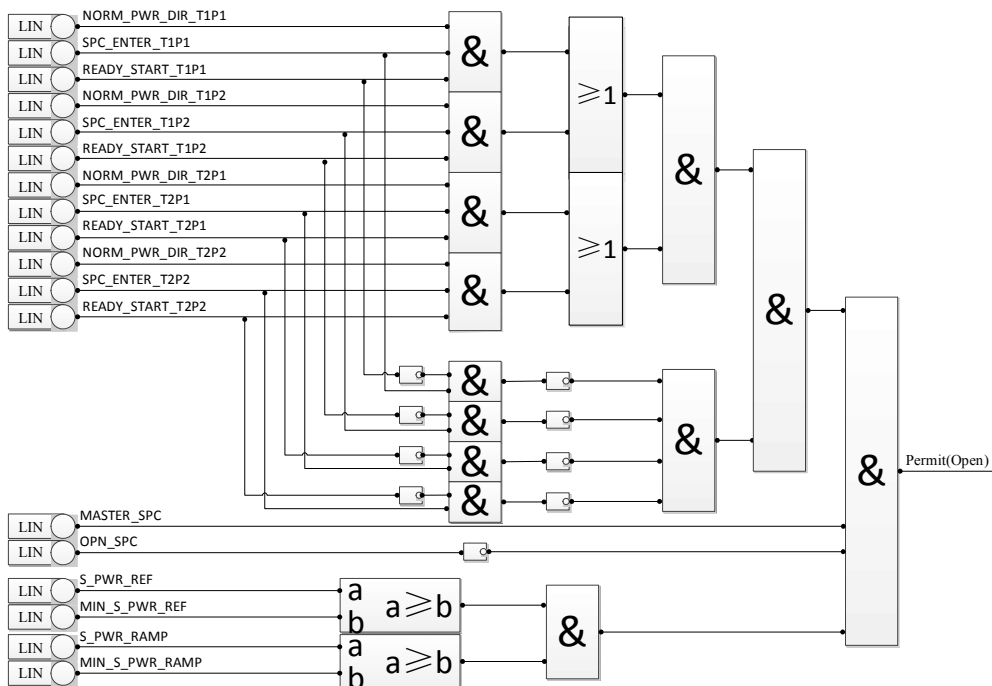 LIN NORM_PWR_DIR_T1P1
LIN SPC_ENTER_T1P1
LIN READY_START_T1P1
LIN NORM_PWR_DIR_T1P2
LIN SPC_ENTER_T1P2
LIN READY_START_T1P2
LIN NORM_PWR_DIR_T2P1
LIN SPC_ENTER_T2P1
LIN READY_START_T2P1
LIN NORM_PWR_DIR_T2P2
LIN SPC_ENTER_T2P2
LIN READY_START_T2P2
&
&
&
&
⩾1
⩾1
&
&
&
&
&
&
&
&
LIN MASTER_SPC
LIN OPN_SPC
&
Permit(Open)
LIN S_PWR_REF
LIN MIN_S_PWR_REF
a
b a⩾b
LIN S_PWR_RAMP
LIN MIN_S_PWR_RAMP
a
b a⩾b
&